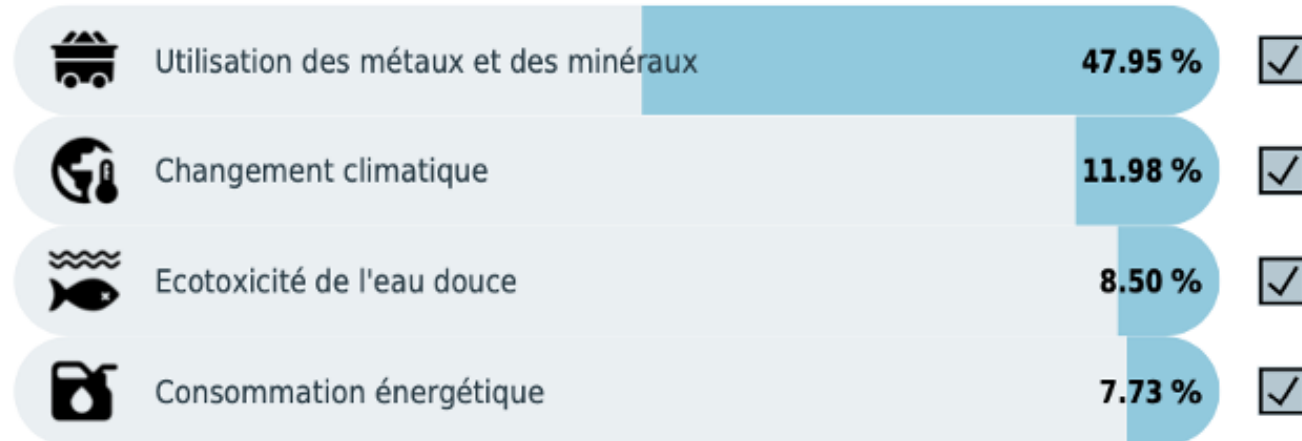 Utilisation des métaux et des minéraux 47.95 %
Changement climatique 11.98 %
Ecotoxicité de l'eau douce 8.50 %
Consommation énergétique 7.73 %